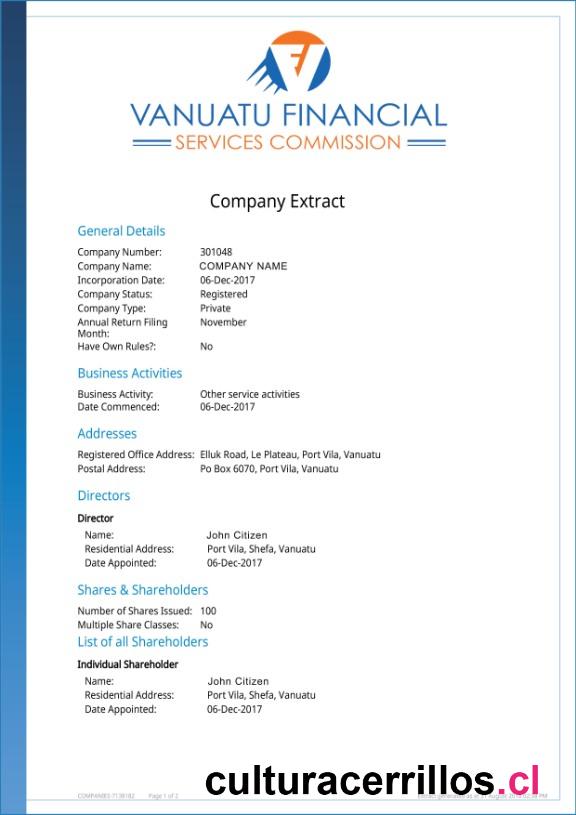 VANUATU FINANCIAL
SERVICES COMMISSION
Company Extract
General Details
Company Number: 301048
Company Name: COMPANY NAME
Incorporation Date: 06-Dec-2017
Company Status: Registered
Company Type: Private
Annual Return Filing November
Month:
Have Own Rules?: No
Business Activities
Business Activity: Other service activities
Date Commenced: 06-Dec-2017
Addresses
Registered Office Address: Elluk Road, Le Plateau, Port Vila, Vanuatu
Postal Address: Po Box 6070, Port Vila, Vanuatu
Directors
Director
Name: John Citizen
Residential Address: Port Vila, Shefa, Vanuatu
Date Appointed: 06-Dec-2017
Shares & Shareholders
Number of Shares Issued: 100
Multiple Share Classes: No
List of all Shareholders
Individual Shareholder
Name: John Citizen
Residential Address: Port Vila, Shefa, Vanuatu
Date Appointed: 06-Dec-2017
culturacerrillos.cl
Page 1 of 2